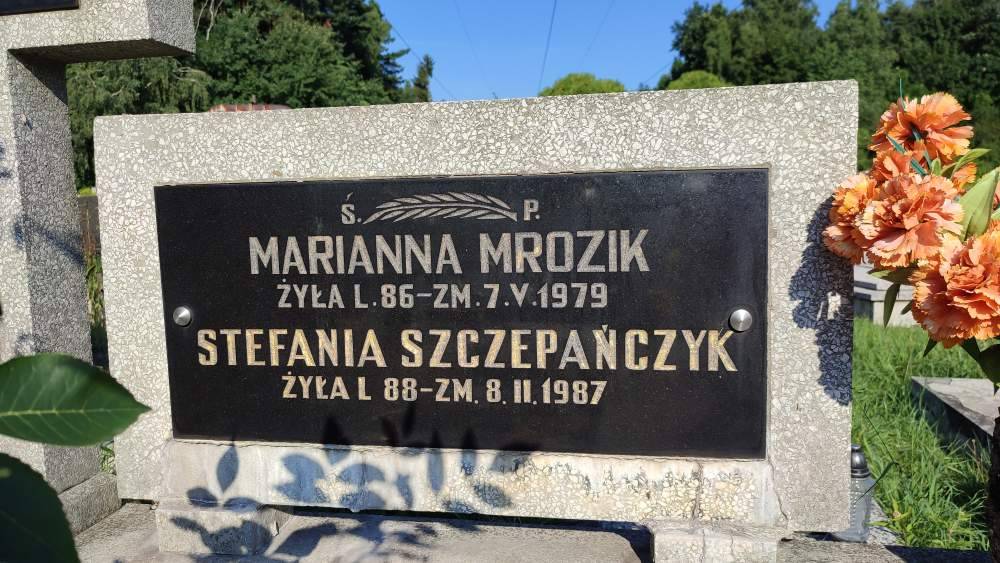 Ś. P.
MARIANNA MROZIK
ŻYŁA L. 86-ZM. 7.V.1979
STEFANIA SZCZEPAŃCZYK
ŻYŁA L 88-ZM. 8.II.1987